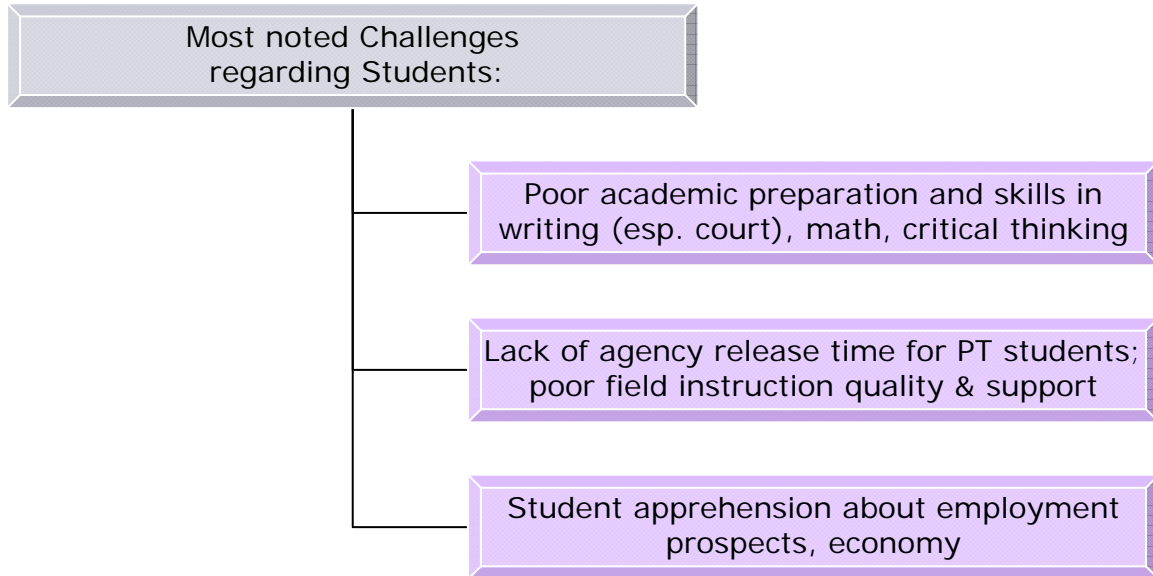 Most noted Challenges
regarding Students:
Poor academic preparation and skills in
writing (esp. court), math, critical thinking
Lack of agency release time for PT students;
poor field instruction quality & support
Student apprehension about employment
prospects, economy